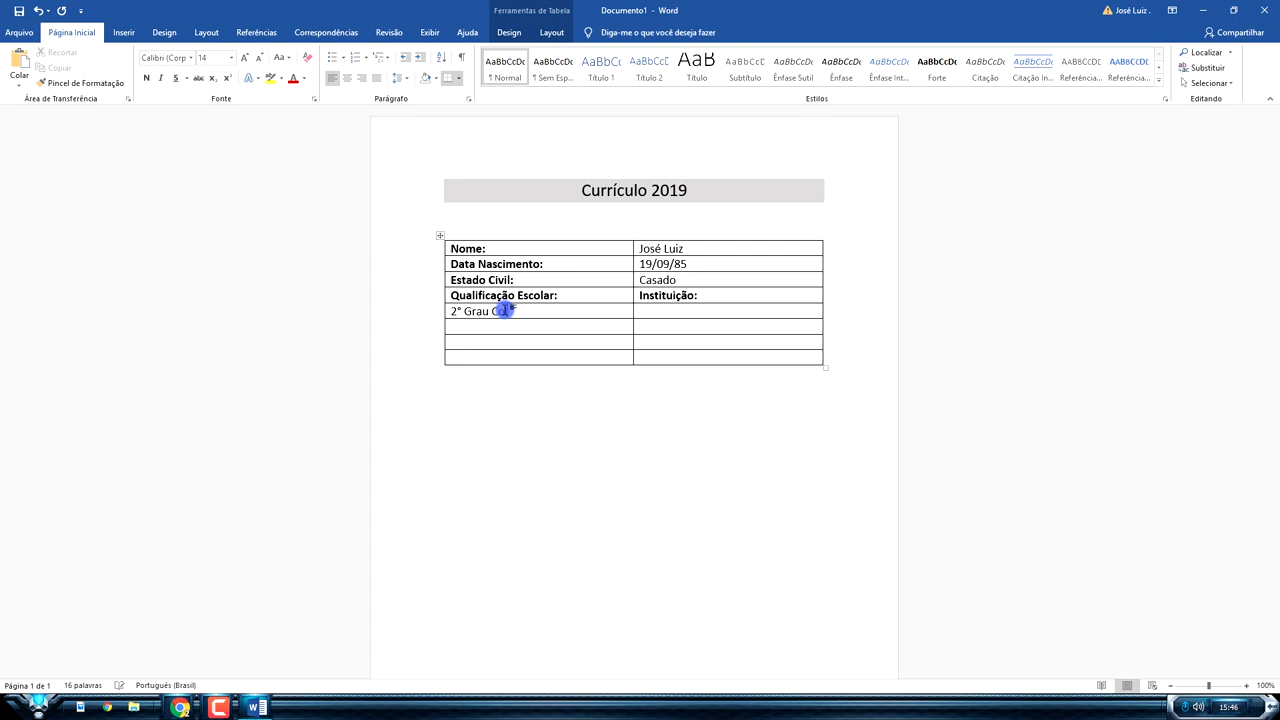 Ferramentas de Tabela
Documento1 - Word
José Luiz .
Arquivo Página Inicial Inserir Design Layout Referências Correspondências Revisão Exibir Ajuda Design Layout Diga-me o que você deseja fazer Compartilhar
Colar
Recortar
Copiar
Pincel de Formatação
Área de Transferência
Calibri (Corp 14
N I S abc
Fonte
Parágrafo
AaBbCcDc AaBbCcDc AaBbCc AaBbCcC AaB AaBbCcD AaBbCcDc AaBbCcDc AaBbCcDc AaBbCcDc AaBbCcDc AaBbCcDc AABBCCDC AABBCCDC
¶ Normal ¶ Sem Esp... Título 1 Título 2 Título Subtítulo Ênfase Sutil Ênfase Ênfase Int... Forte Citação Citação In... Referência... Referência...
Estilos
Localizar
Substituir
Selecionar
Editando
Currículo 2019
Nome: José Luiz
Data Nascimento: 19/09/85
Estado Civil: Casado
Qualificação Escolar: Instituição:
2° Grau
Página 1 de 1 16 palavras Português (Brasil) 100%
15:46